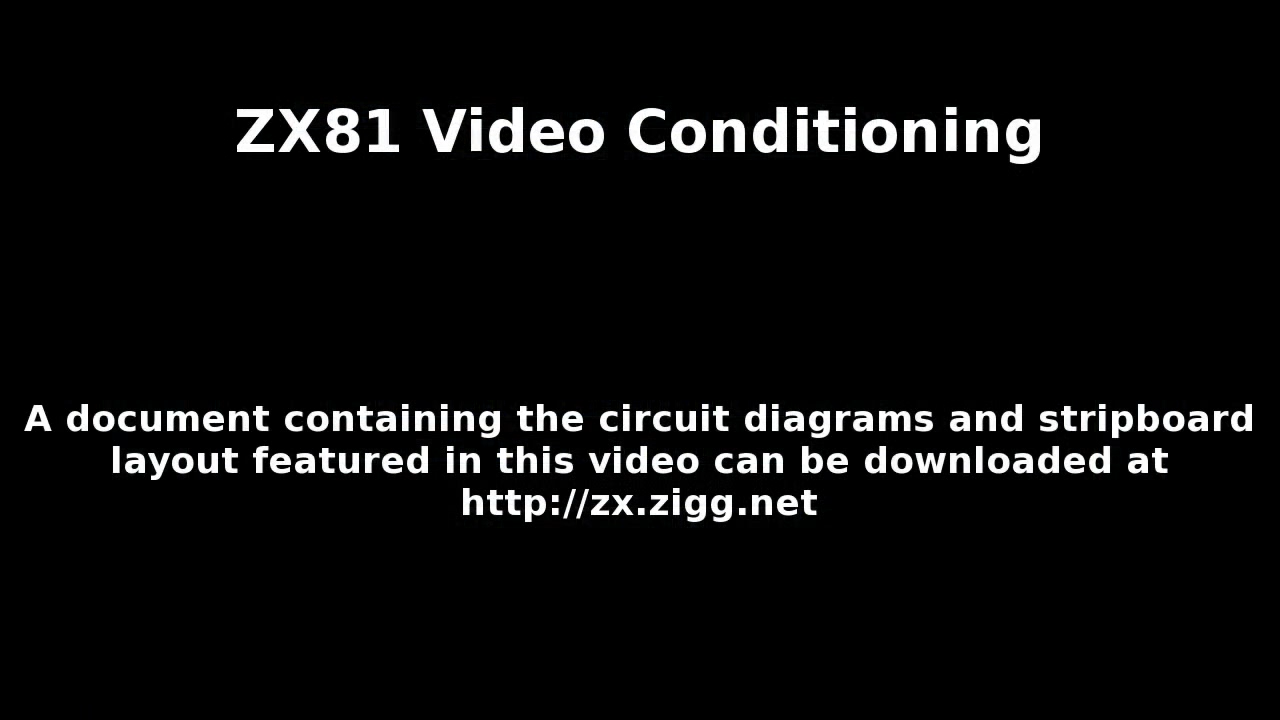 ZX81 Video Conditioning
A document containing the circuit diagrams and stripboard
layout featured in this video can be downloaded at
http://zx.zigg.net